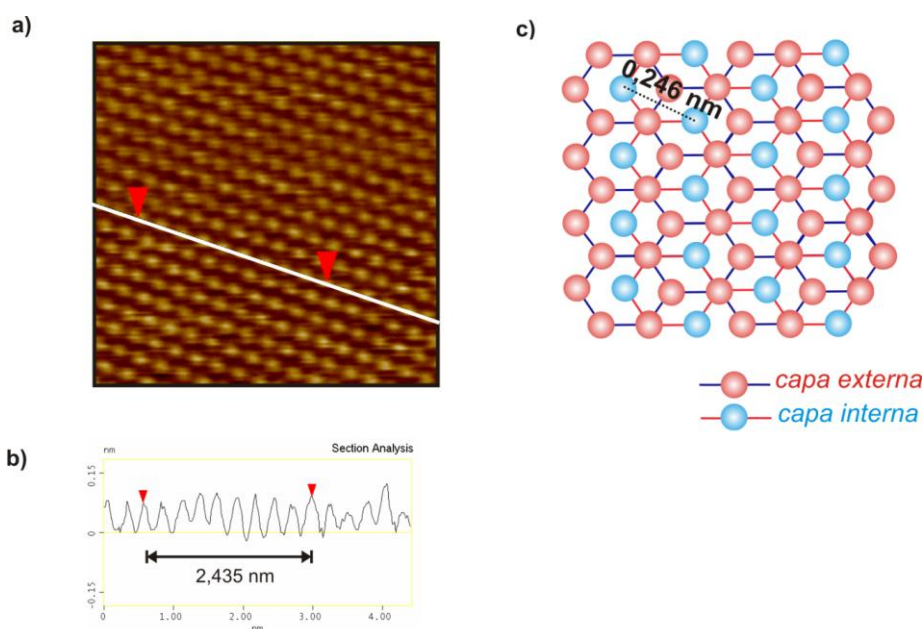 a)
c)
0,246 nm
capa externa
capa interna
b)
nm
Section Analysis
0.15
0
-0.15
2,435 nm
0
1.00
2.00
3.00
4.00
nm